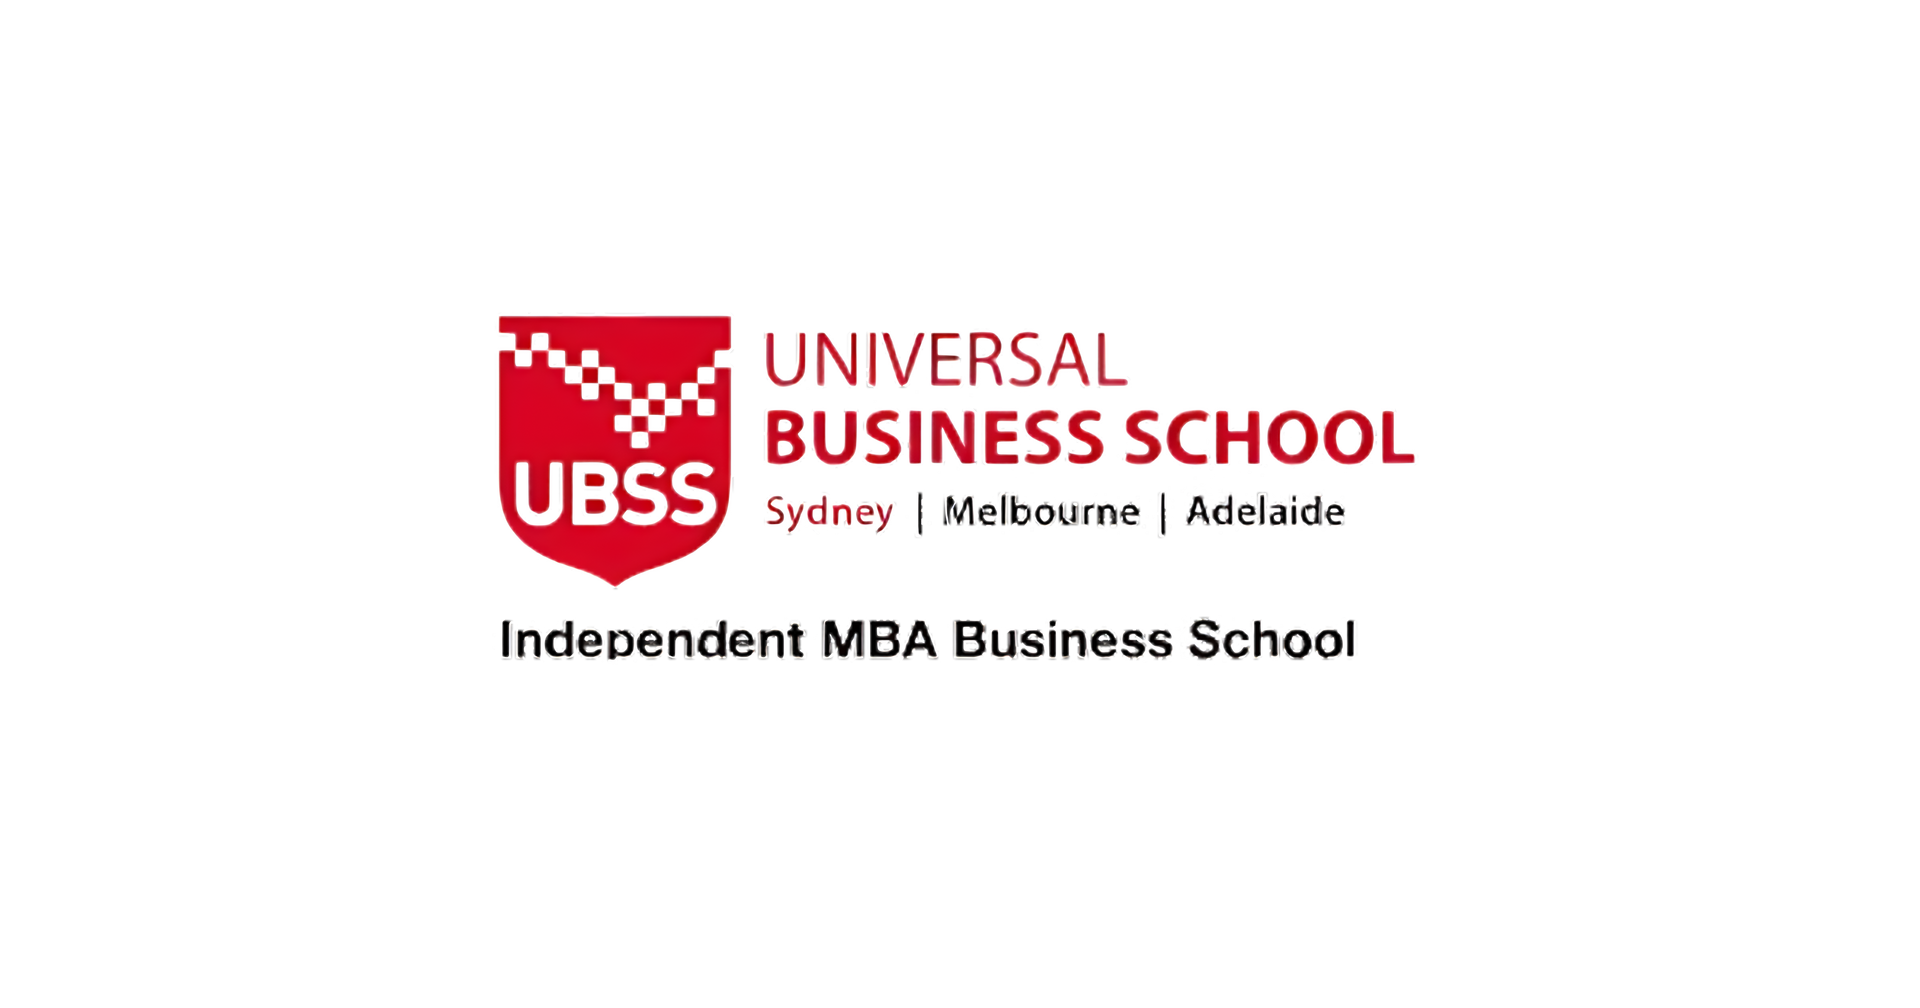 UBSS
UNIVERSAL
BUSINESS SCHOOL
Sydney | Melbourne | Adelaide
Independent MBA Business School